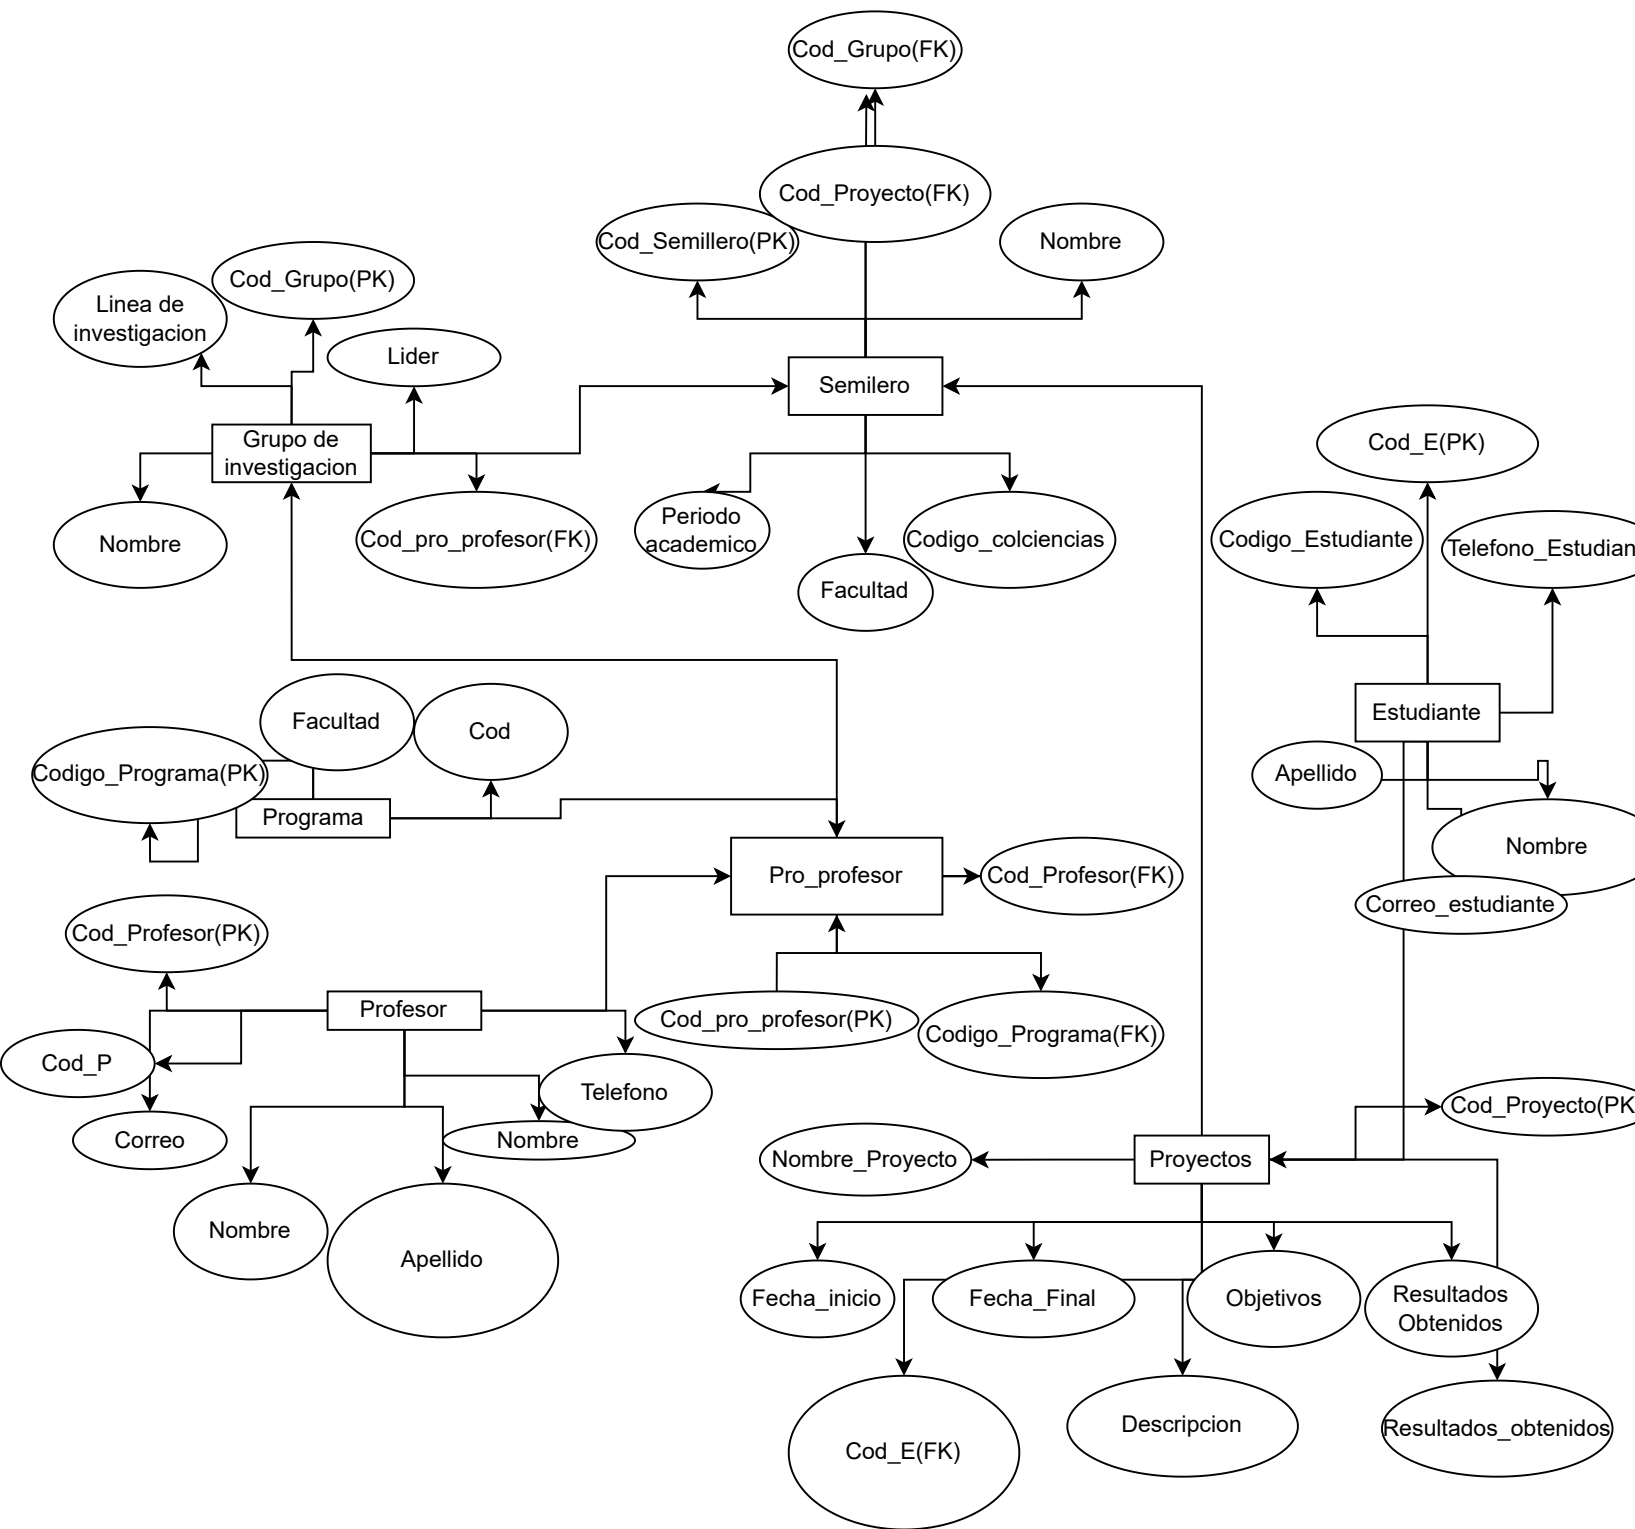 Cod_Grupo(FK)
Cod_Proyecto(FK)
Cod_Semillero(PK)
Nombre
Cod_Grupo(PK)
Linea de
investigacion
Lider
Semilero
Grupo de
investigacion
Cod_E(PK)
Nombre
Cod_pro_profesor(FK)
Periodo
academico
Codigo_colciencias
Facultad
Codigo_Estudiante
Telefono_Estudian
Facultad
Cod
Estudiante
Codigo_Programa(PK)
Apellido
Programa
Nombre
Pro_profesor
Cod_Profesor(FK)
Correo_estudiante
Cod_Profesor(PK)
Profesor
Cod_pro_profesor(PK)
Codigo_Programa(FK)
Cod_P
Telefono
Cod_Proyecto(PK
Correo
Nombre
Nombre_Proyecto
Proyectos
Nombre
Apellido
Fecha_inicio
Fecha_Final
Objetivos
Resultados
Obtenidos
Cod_E(FK)
Descripcion
Resultados_obtenidos